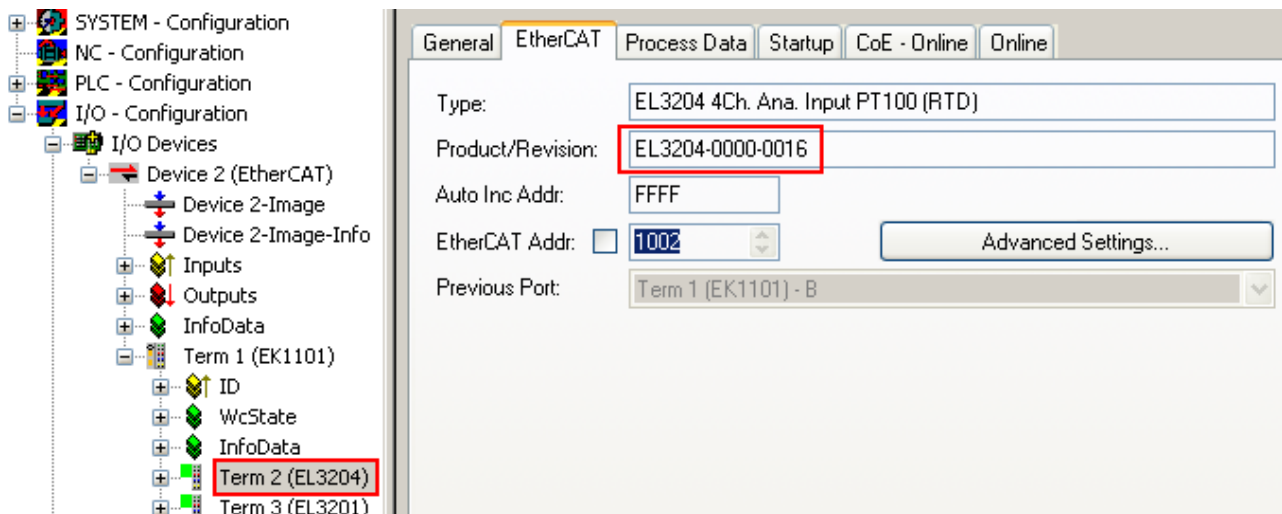 SYSTEM - Configuration
NC - Configuration
PLC - Configuration
I/O - Configuration
I/O Devices
Device 2 (EtherCAT)
Device 2-Image
Device 2-Image-Info
Inputs
Outputs
InfoData
Term 1 (EK1101)
ID
WcState
InfoData
Term 2 (EL3204)
Term 3 (EL3201)
General EtherCAT Process Data Startup CoE - Online Online
Type: EL3204 4Ch. Ana. Input PT100 (RTD)
Product/Revision: EL3204-0000-0016
Auto Inc Addr: FFFF
EtherCAT Addr: 1002 Advanced Settings...
Previous Port: Term 1 (EK1101) - B